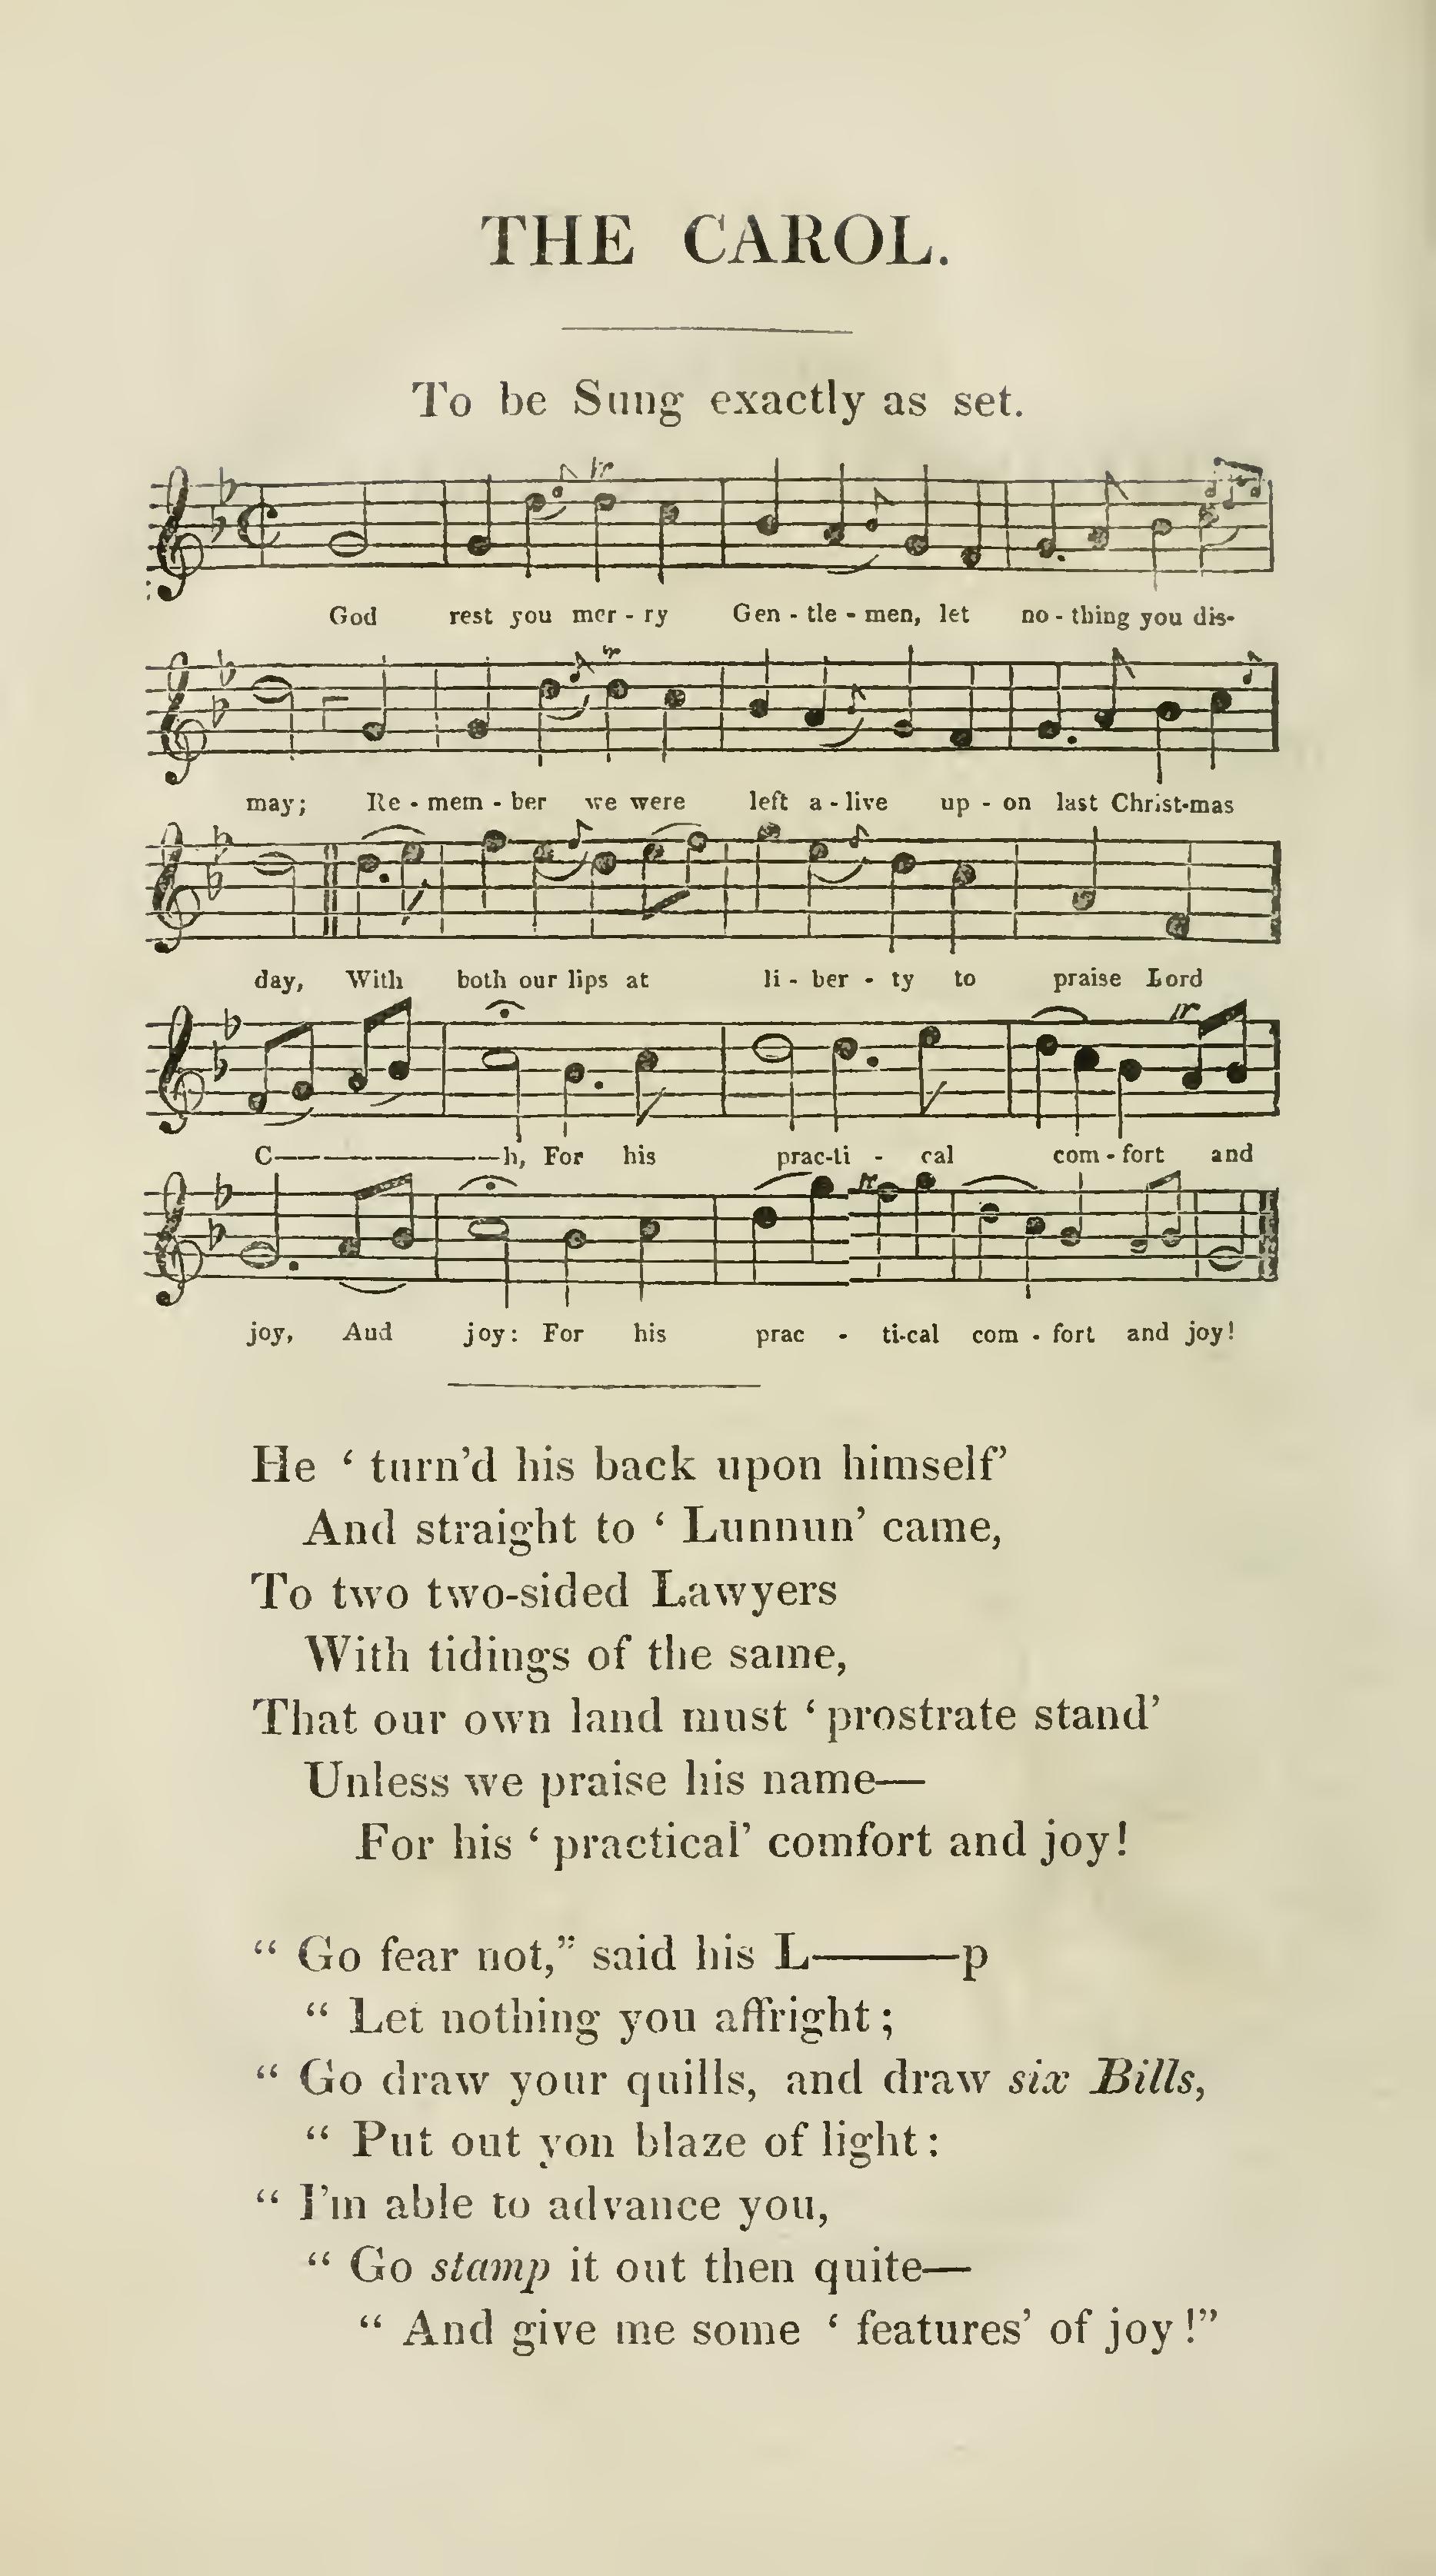 THE CAROL.
To be Sung exactly as set.
God rest you mer - ry Gen - tle - men, let no - thing you dis-
may; Re - mem - ber we were left a - live up - on last Christ-mas
day, With both our lips at li - ber - ty to praise Lord
C————h, For his prac-ti - cal com - fort and
joy, And joy: For his prac - ti-cal com - fort and joy!
He ‘ turn’d his back upon himself’
And straight to ‘ Lunnun’ came,
To two two-sided Lawyers
With tidings of the same,
That our own land must ‘ prostrate stand’
Unless we praise his name—
For his ‘ practical’ comfort and joy!
“ Go fear not,” said his L———p
“ Let nothing you affright ;
“ Go draw your quills, and draw six Bills,
“ Put out yon blaze of light :
“ I’m able to advance you,
“ Go stamp it out then quite—
“ And give me some ‘ features’ of joy !”